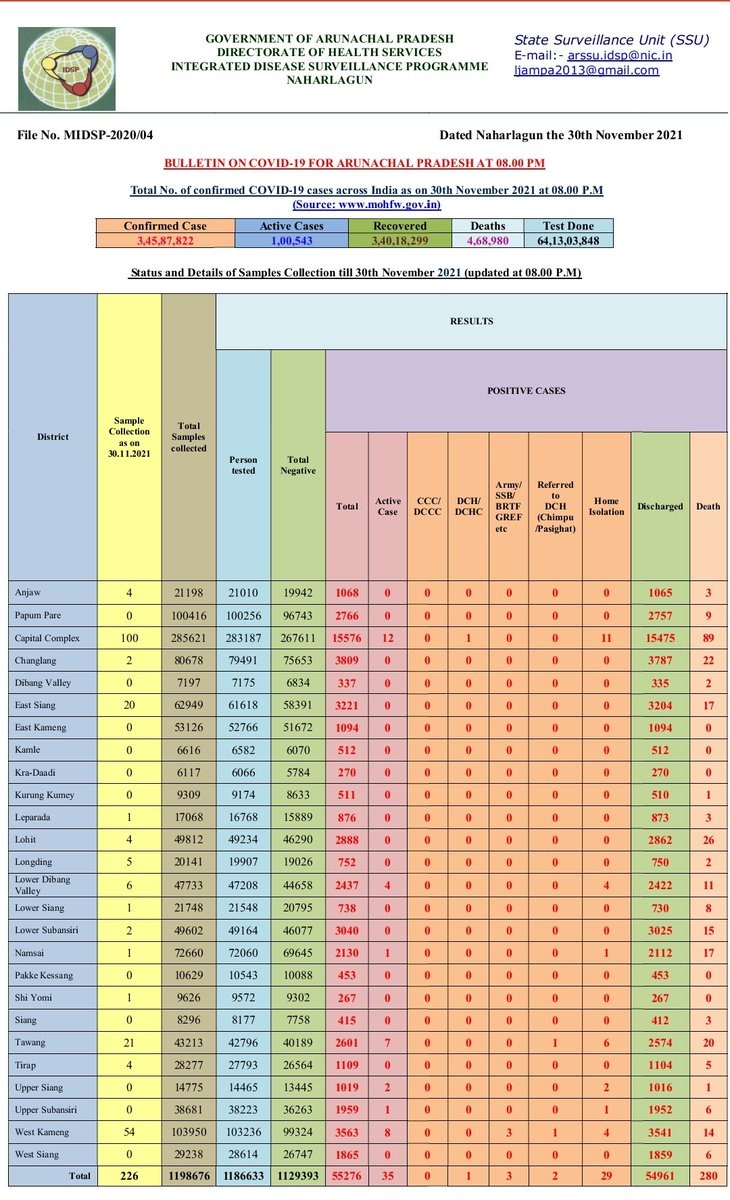 IDSP
GOVERNMENT OF ARUNACHAL PRADESH
DIRECTORATE OF HEALTH SERVICES
INTEGRATED DISEASE SURVEILLANCE PROGRAMME
NAHARLAGUN
State Surveillance Unit (SSU)
E-mail:- arssu.idsp@nic.in
ljampa2013@gmail.com
File No. MIDSP-2020/04 Dated Naharlagun the 30th November 2021
BULLETIN ON COVID-19 FOR ARUNACHAL PRADESH AT 08.00 PM
Total No. of confirmed COVID-19 cases across India as on 30th November 2021 at 08.00 P.M
(Source: www.mohfw.gov.in)
Confirmed Case Active Cases Recovered Deaths Test Done
3,45,87,822 1,00,543 3,40,18,299 4,68,980 64,13,03,848
Status and Details of Samples Collection till 30th November 2021 (updated at 08.00 P.M)
District
Sample
Collection
as on
30.11.2021
Total
Samples
collected
RESULTS
Person
tested
Total
Negative
POSITIVE CASES
Total
Active
Case
CCC/
DCCC
DCH/
DCHC
Army/
SSB/
BRTF
GREF
etc
Referred
to
DCH
(Chimpu
/Pasighat)
Home
Isolation
Discharged
Death
Anjaw 4 21198 21010 19942 1068 0 0 0 0 0 0 1065 3
Papum Pare 0 100416 100256 96743 2766 0 0 0 0 0 0 2757 9
Capital Complex 100 285621 283187 267611 15576 12 0 1 0 0 11 15475 89
Changlang 2 80678 79491 75653 3809 0 0 0 0 0 0 3787 22
Dibang Valley 0 7197 7175 6834 337 0 0 0 0 0 0 335 2
East Siang 20 62949 61618 58391 3221 0 0 0 0 0 0 3204 17
East Kameng 0 53126 52766 51672 1094 0 0 0 0 0 0 1094 0
Kamle 0 6616 6582 6070 512 0 0 0 0 0 0 512 0
Kra-Daadi 0 6117 6066 5784 270 0 0 0 0 0 0 270 0
Kurung Kumey 0 9309 9174 8633 511 0 0 0 0 0 0 510 1
Leparada 1 17068 16768 15889 876 0 0 0 0 0 0 873 3
Lohit 4 49812 49234 46290 2888 0 0 0 0 0 0 2862 26
Longding 5 20141 19907 19026 752 0 0 0 0 0 0 750 2
Lower Dibang
Valley 6 47733 47208 44658 2437 4 0 0 0 0 4 2422 11
Lower Siang 1 21748 21548 20795 738 0 0 0 0 0 0 730 8
Lower Subansiri 2 49602 49164 46077 3040 0 0 0 0 0 0 3025 15
Namsai 1 72660 72060 69645 2130 1 0 0 0 0 1 2112 17
Pakke Kessang 0 10629 10543 10088 453 0 0 0 0 0 0 453 0
Shi Yomi 1 9626 9572 9302 267 0 0 0 0 0 0 267 0
Siang 0 8296 8177 7758 415 0 0 0 0 0 0 412 3
Tawang 21 43213 42796 40189 2601 7 0 0 0 1 6 2574 20
Tirap 4 28277 27793 26564 1109 0 0 0 0 0 0 1104 5
Upper Siang 0 14775 14465 13445 1019 2 0 0 0 0 2 1016 1
Upper Subansiri 0 38681 38223 36263 1959 1 0 0 0 0 1 1952 6
West Kameng 54 103950 103236 99324 3563 8 0 0 3 1 4 3541 14
West Siang 0 29238 28614 26747 1865 0 0 0 0 0 0 1859 6
Total 226 1198676 1186633 1129393 55276 35 0 1 3 2 29 54961 280